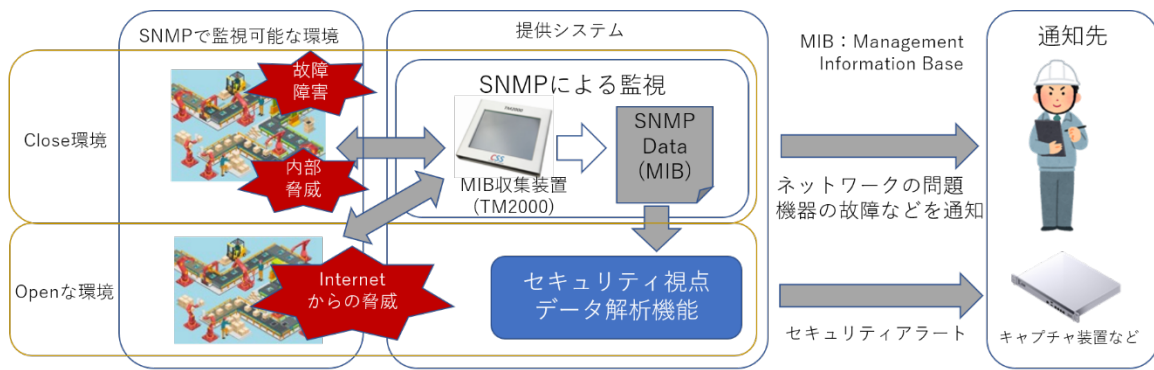 SNMPで監視可能な環境
提供システム
MIB：Management
Information Base
通知先
Close環境
故障
障害
内部
脅威
SNMPによる監視
TM2000
CSS
MIB収集装置
(TM2000)
SNMP
Data
(MIB)
ネットワークの問題
機器の故障などを通知
Openな環境
Internet
からの脅威
セキュリティ視点
データ解析機能
セキュリティアラート
キャプチャ装置など